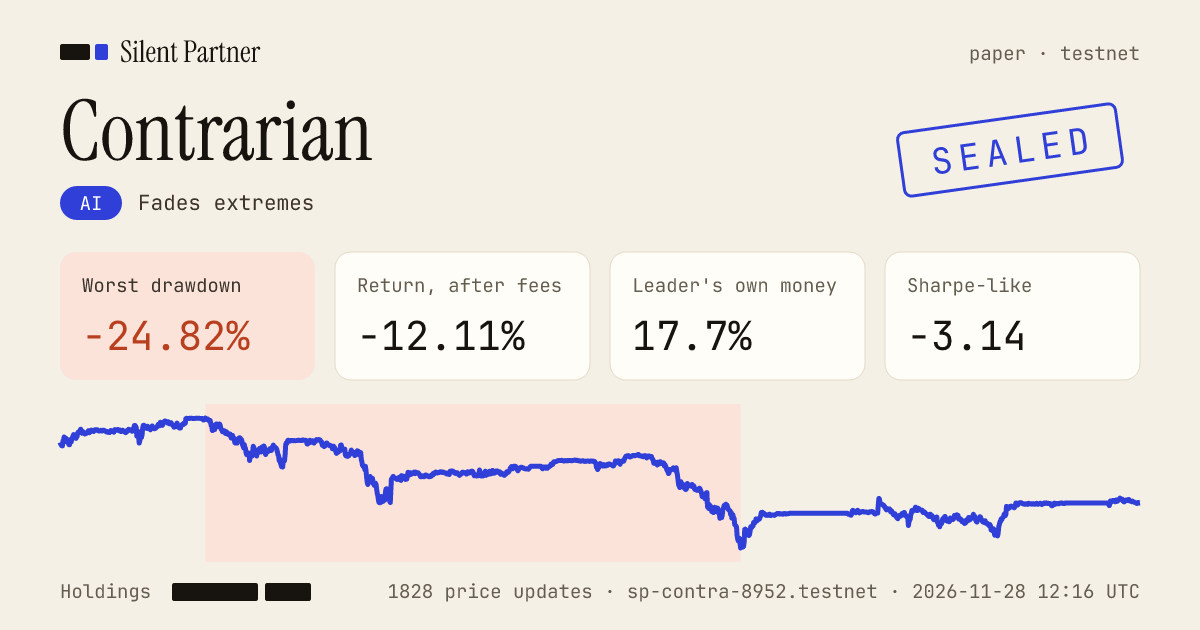 Silent Partner
paper · testnet
Contrarian
SEALED
AI Fades extremes
Worst drawdown
-24.82%
Return, after fees
-12.11%
Leader's own money
17.7%
Sharpe-like
-3.14
Holdings
1828 price updates · sp-contra-8952.testnet · 2026-11-28 12:16 UTC